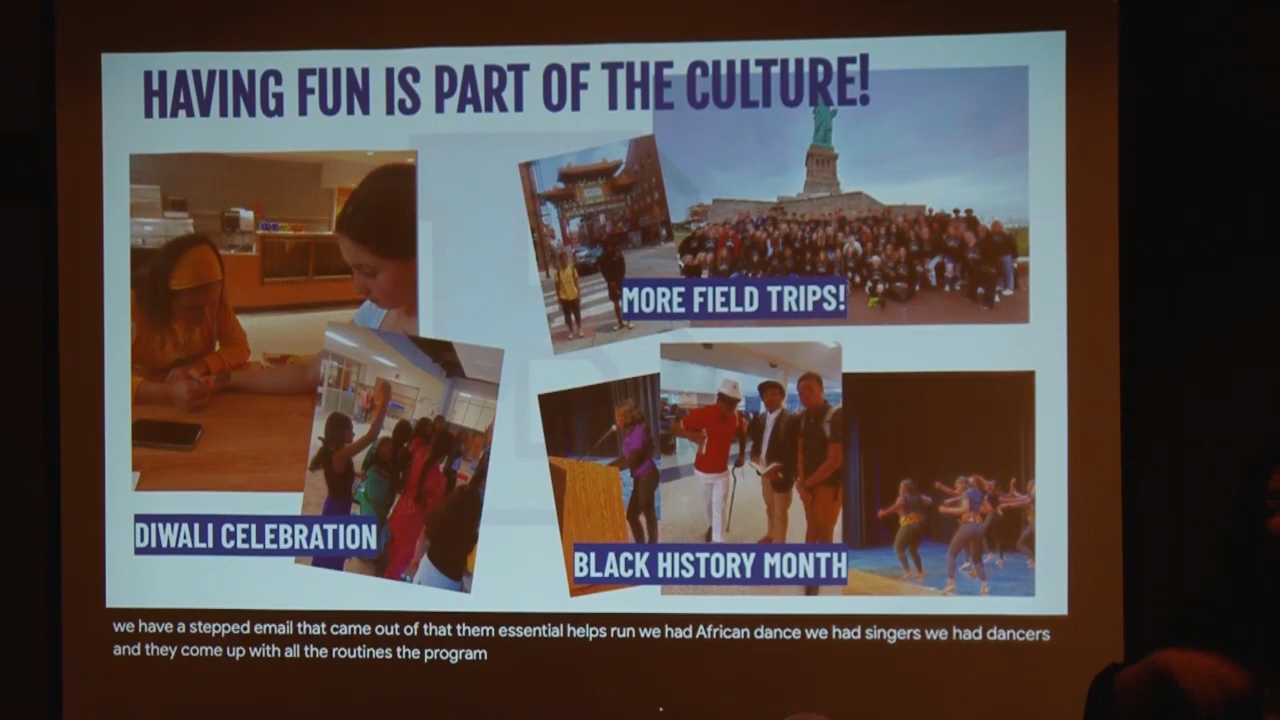 HAVING FUN IS PART OF THE CULTURE!
MORE FIELD TRIPS!
DIWALI CELEBRATION
BLACK HISTORY MONTH
we have a stepped email that came out of that them essential helps run we had African dance we had singers we had dancers
and they come up with all the routines the program